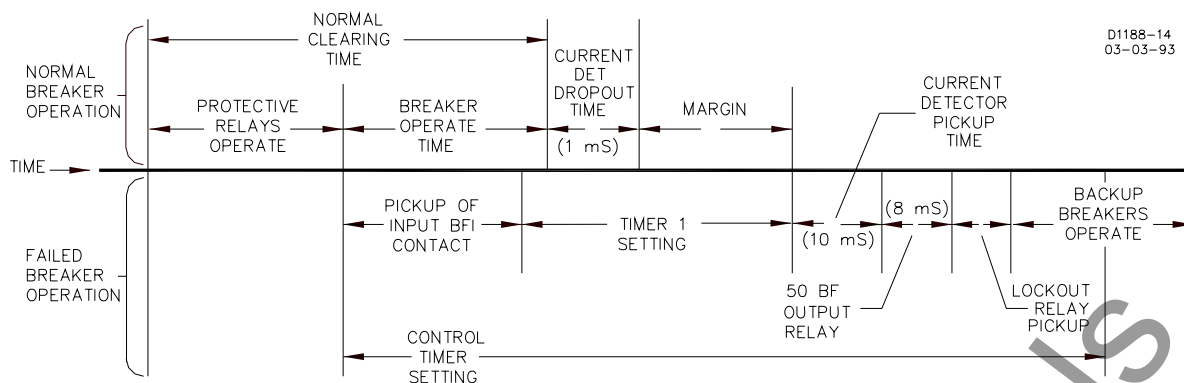 NORMAL
CLEARING
TIME
D1188-14
03-03-93
NORMAL
BREAKER
OPERATION
CURRENT
DET
DROPOUT
TIME
(1 mS)
CURRENT
DETECTOR
PICKUP
TIME
PROTECTIVE
RELAYS
OPERATE
BREAKER
OPERATE
TIME
MARGIN
TIME
PICKUP OF
INPUT BFI
CONTACT
TIMER 1
SETTING
(10 mS)
(8 mS)
BACKUP
BREAKERS
OPERATE
FAILED
BREAKER
OPERATION
50 BF
OUTPUT
RELAY
LOCKOUT
RELAY
PICKUP
CONTROL
TIMER
SETTING